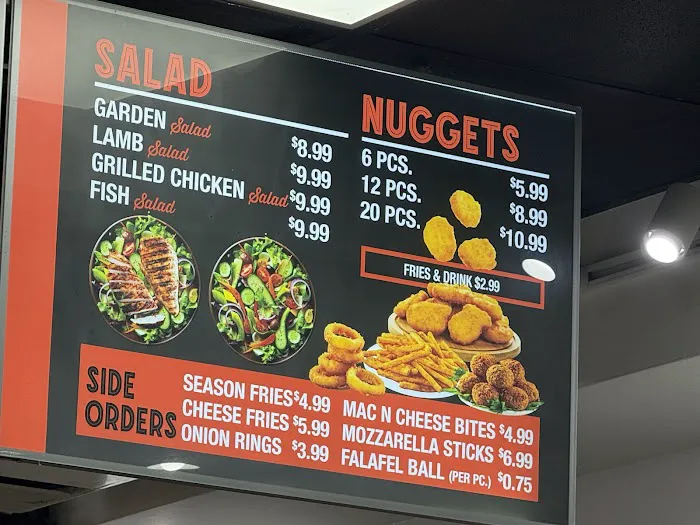 SALAD
GARDEN Salad $8.99
LAMB Salad $9.99
GRILLED CHICKEN Salad $9.99
FISH Salad $9.99
NUGGETS
6 PCS. $5.99
12 PCS. $8.99
20 PCS. $10.99
FRIES & DRINK $2.99
SIDE ORDERS
SEASON FRIES $4.99
CHEESE FRIES $5.99
ONION RINGS $3.99
MAC N CHEESE BITES $4.99
MOZZARELLA STICKS $6.99
FALAFEL BALL (PER PC.) $0.75